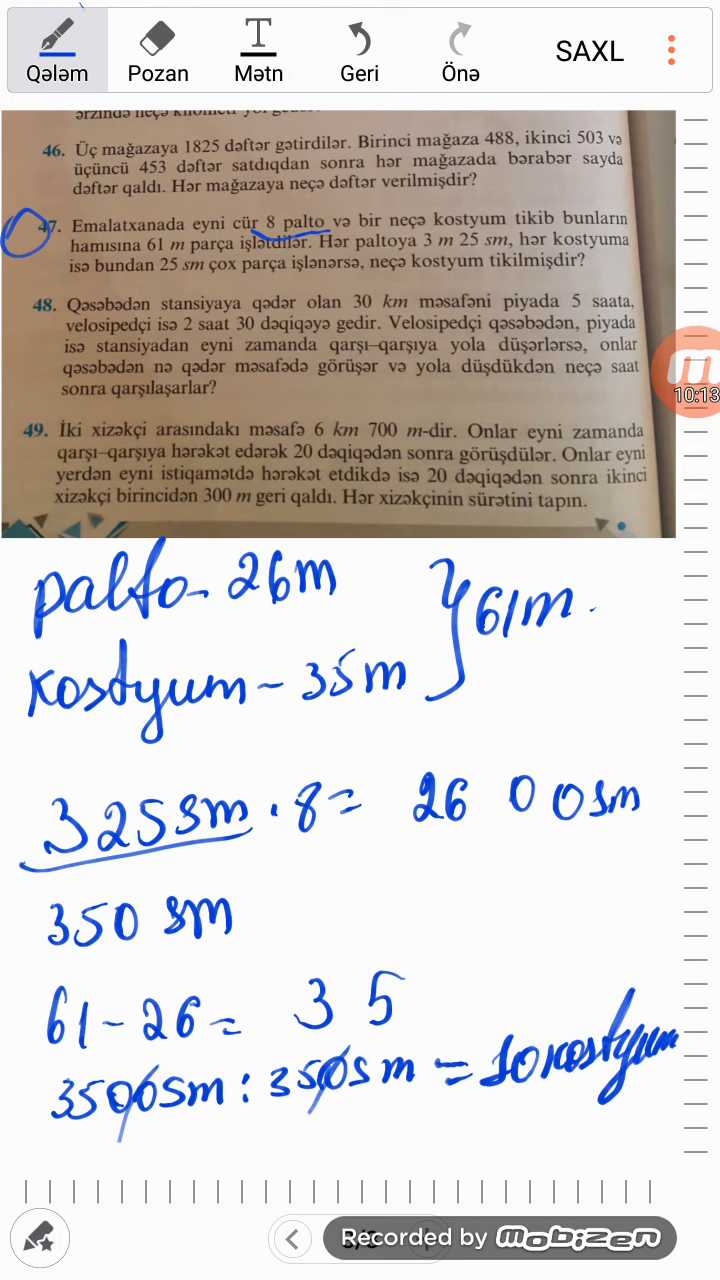 Qələm Pozan Mətn Geri Önə SAXL
ərzində neçə kilometr yol gedər?
46. Üç mağazaya 1825 dəftər gətirdilər. Birinci mağaza 488, ikinci 503 və
üçüncü 453 dəftər satdıqdan sonra hər mağazada bərabər sayda
dəftər qaldı. Hər mağazaya neçə dəftər verilmişdir?
47. Emalatxanada eyni cür 8 palto və bir neçə kostyum tikib bunların
hamısına 61 m parça işlətdilər. Hər paltoya 3 m 25 sm, hər kostyuma
isə bundan 25 sm çox parça işlənərsə, neçə kostyum tikilmişdir?
48. Qəsəbədən stansiyaya qədər olan 30 km məsafəni piyada 5 saata,
velosipedçi isə 2 saat 30 dəqiqəyə gedir. Velosipedçi qəsəbədən, piyada
isə stansiyadan eyni zamanda qarşı–qarşıya yola düşərlərsə, onlar
qəsəbədən nə qədər məsafədə görüşər və yola düşdükdən neçə saat
sonra qarşılaşarlar?
49. İki xizəkçi arasındakı məsafə 6 km 700 m-dir. Onlar eyni zamanda
qarşı–qarşıya hərəkət edərək 20 dəqiqədən sonra görüşdülər. Onlar eyni
yerdən eyni istiqamətdə hərəkət etdikdə isə 20 dəqiqədən sonra ikinci
xizəkçi birincidən 300 m geri qaldı. Hər xizəkçinin sürətini tapın.
10:13
palto - 26m } 61m.
kostyum - 35m
325sm . 8 = 26 00sm
350 sm
61 - 26 = 35
3500sm : 350sm = 10 kostyum
Recorded by mobizen